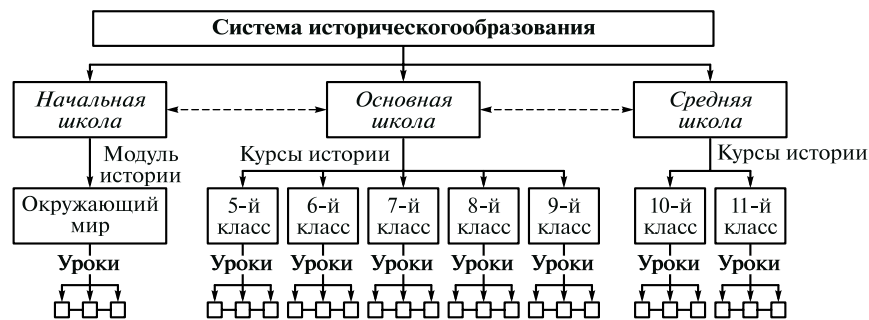 Система историческогообразования
Начальная
школа
Основная
школа
Средняя
школа
Модуль
истории
Курсы истории
Курсы истории
Окружающий
мир
5-й
класс
6-й
класс
7-й
класс
8-й
класс
9-й
класс
10-й
класс
11-й
класс
Уроки
Уроки
Уроки
Уроки
Уроки
Уроки
Уроки
Уроки